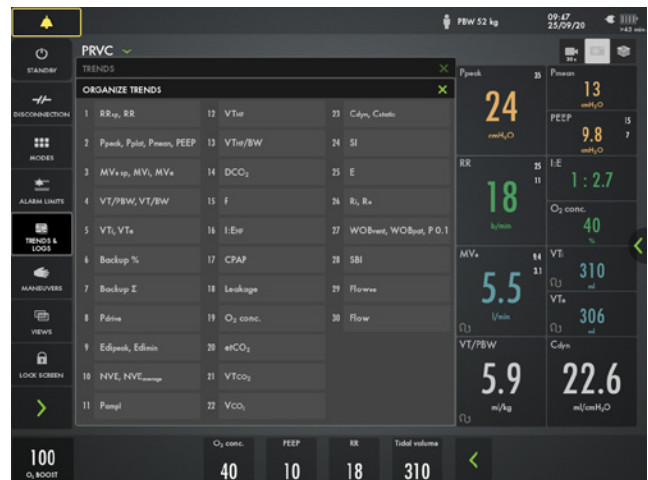 PBW 52 kg
09:47
25/09/20
>45 min
STANDBY
DISCONNECTION
MODES
ALARM LIMITS
TRENDS &
LOGS
MANEUVERS
VIEWS
LOCK SCREEN
PRVC
30 s
TRENDS
ORGANIZE TRENDS
1 RRsp, RR
2 Ppeak, Pplat, Pmean, PEEP
3 MVe sp, MVi, MVe
4 VT/PBW, VT/BW
5 VTi, VTe
6 Backup %
7 Backup Σ
8 Pdrive
9 Edipeak, Edimin
10 NVE, NVEaverage
11 Pampl
12 VTHF
13 VTHF/BW
14 DCO₂
15 f
16 I:EHF
17 CPAP
18 Leakage
19 O₂ conc.
20 etCO₂
21 VTCO₂
22 VCO₂
23 Cdyn, Cstatic
24 SI
25 E
26 Ri, Re
27 WOBvent, WOBpat, P 0.1
28 SBI
29 Flowee
30 Flow
Ppeak 35
24
cmH₂O
Pmean
13
cmH₂O
PEEP 15
9.8 7
cmH₂O
RR 25
11
18
b/min
I:E
1 : 2.7
O₂ conc.
40
%
MVe 9.4
3.1
5.5
l/min
VTi
310
ml
VTe
306
ml
VT/PBW
5.9
ml/kg
Cdyn
22.6
ml/cmH₂O
100
O₂ BOOST
O₂ conc.
40
PEEP
10
RR
18
Tidal volume
310